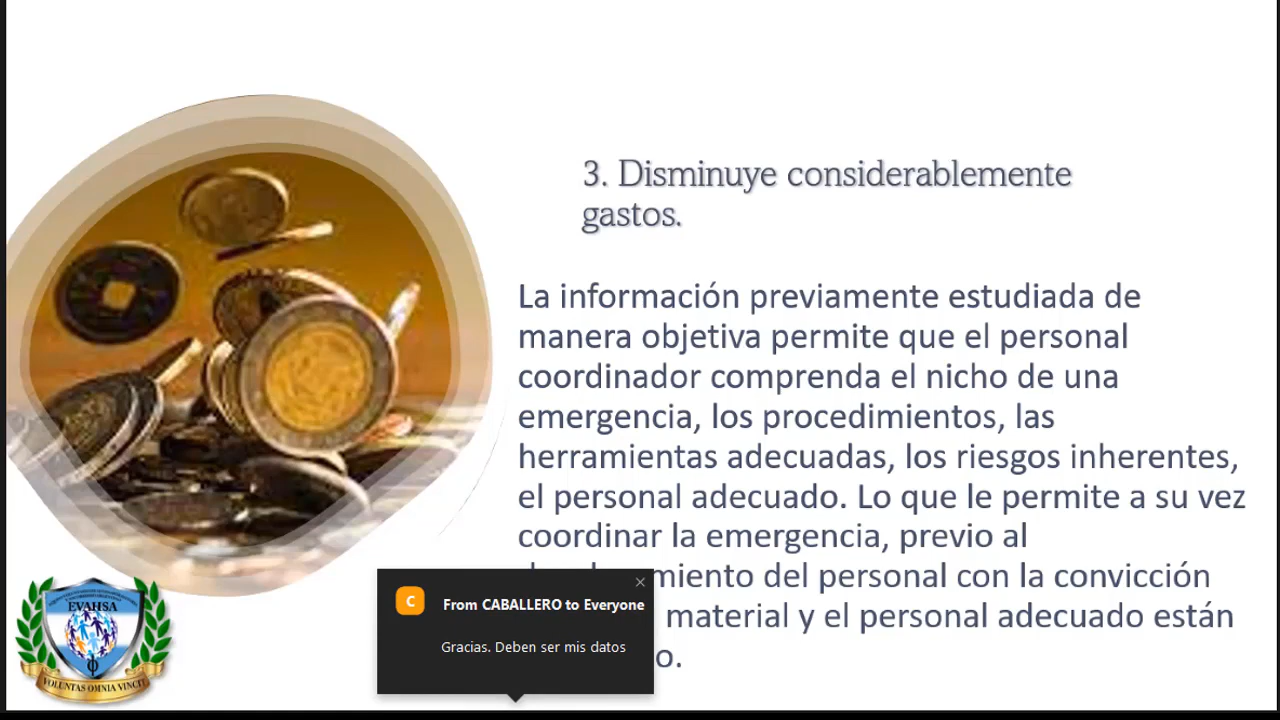 3. Disminuye considerablemente
gastos.
La información previamente estudiada de
manera objetiva permite que el personal
coordinador comprenda el nicho de una
emergencia, los procedimientos, las
herramientas adecuadas, los riesgos inherentes,
el personal adecuado. Lo que le permite a su vez
coordinar la emergencia, previo al
del personal con la convicción
material y el personal adecuado están
C
From CABALLERO to Everyone
Gracias. Deben ser mis datos
EVAHSA
VOLUNTAS OMNIA VINCIT